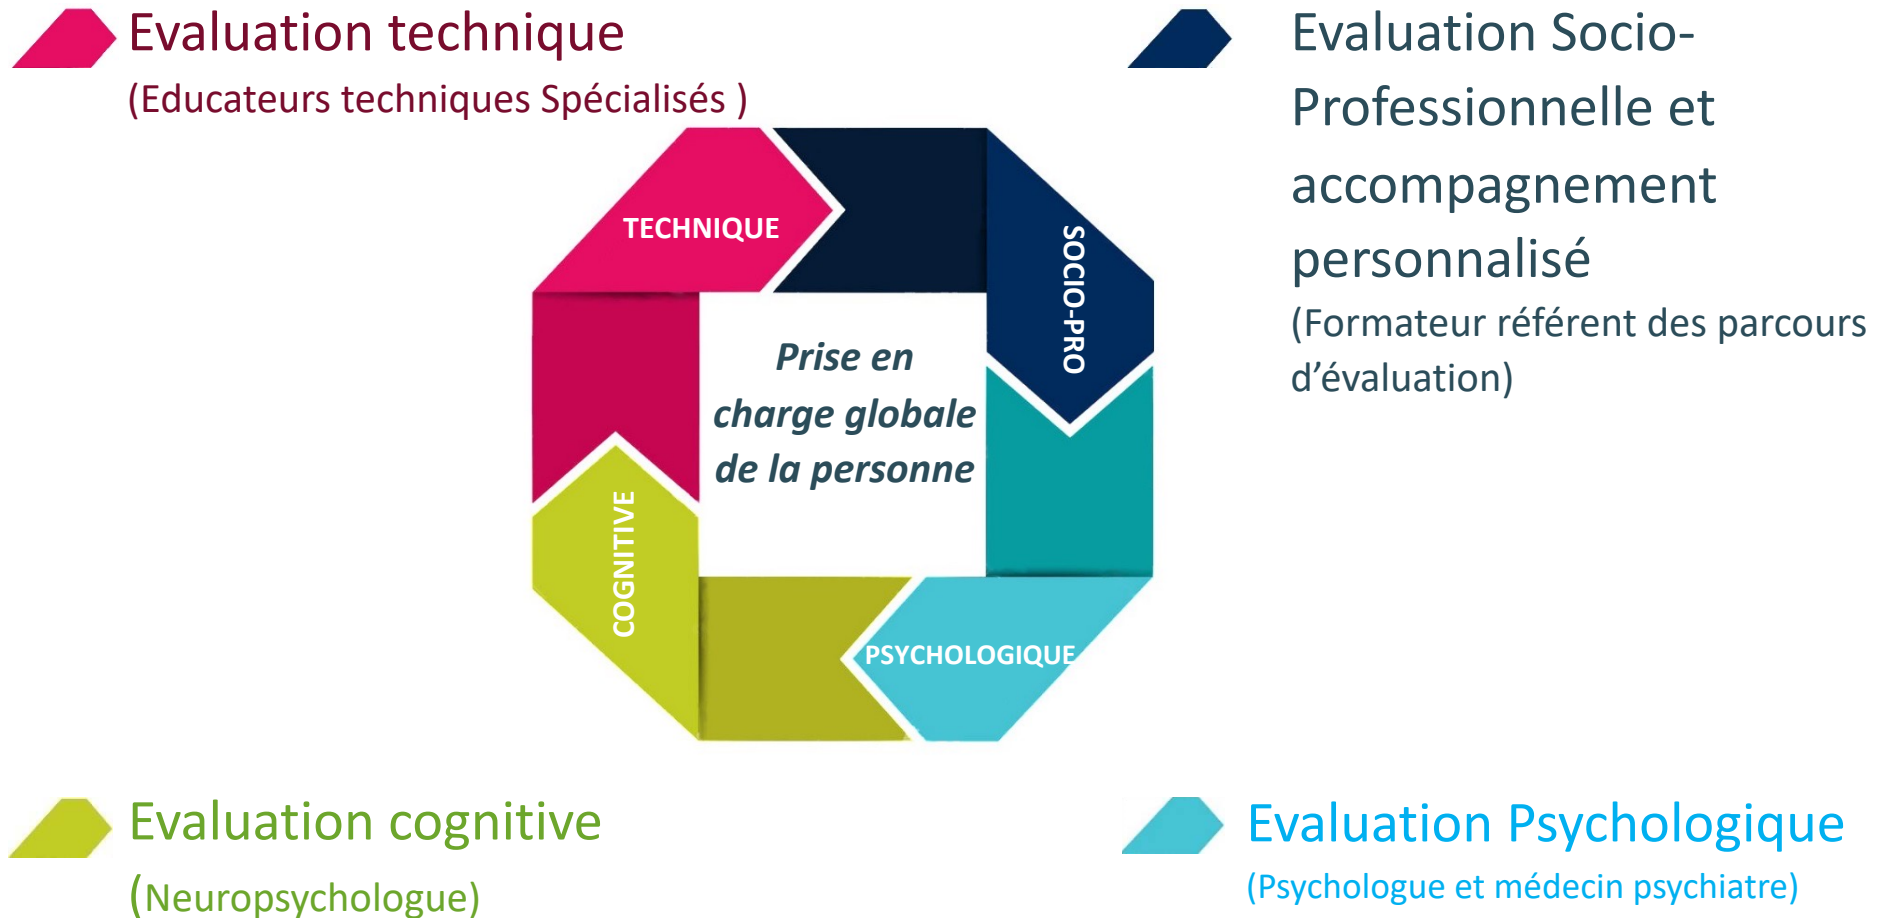 Evaluation technique
(Educateurs techniques Spécialisés )
Evaluation Socio-
Professionnelle et
accompagnement
personnalisé
(Formateur référent des parcours
d’évaluation)
TECHNIQUE
SOCIO-PRO
Prise en
charge globale
de la personne
COGNITIVE
PSYCHOLOGIQUE
Evaluation cognitive
(Neuropsychologue)
Evaluation Psychologique
(Psychologue et médecin psychiatre)